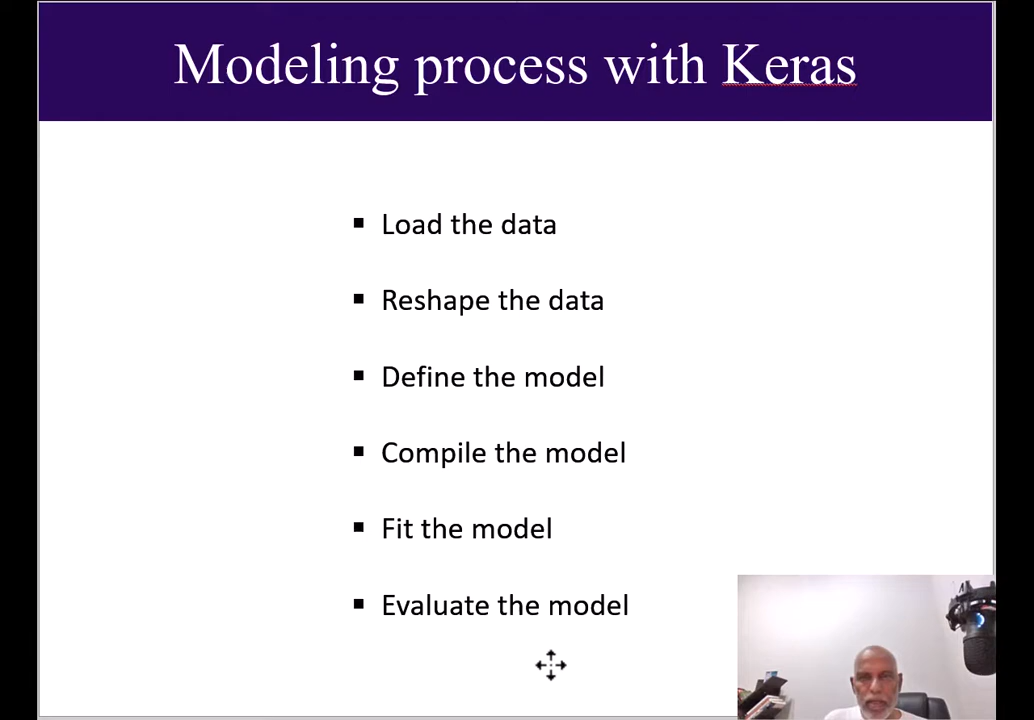 Modeling process with Keras
▪ Load the data
▪ Reshape the data
▪ Define the model
▪ Compile the model
▪ Fit the model
▪ Evaluate the model